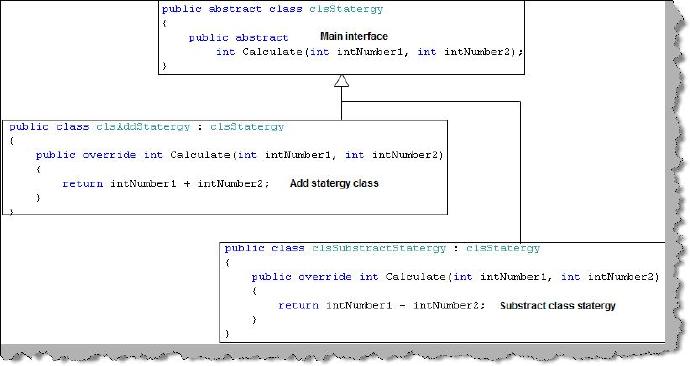 public abstract class clsStatergy
{
public abstract Main interface
int Calculate(int intNumber1, int intNumber2);
}
public class clsAddStatergy : clsStatergy
{
public override int Calculate(int intNumber1, int intNumber2)
{
return intNumber1 + intNumber2; Add statergy class
}
}
public class clsSubstractStatergy : clsStatergy
{
public override int Calculate(int intNumber1, int intNumber2)
{
return intNumber1 - intNumber2; Substract class statergy
}
}